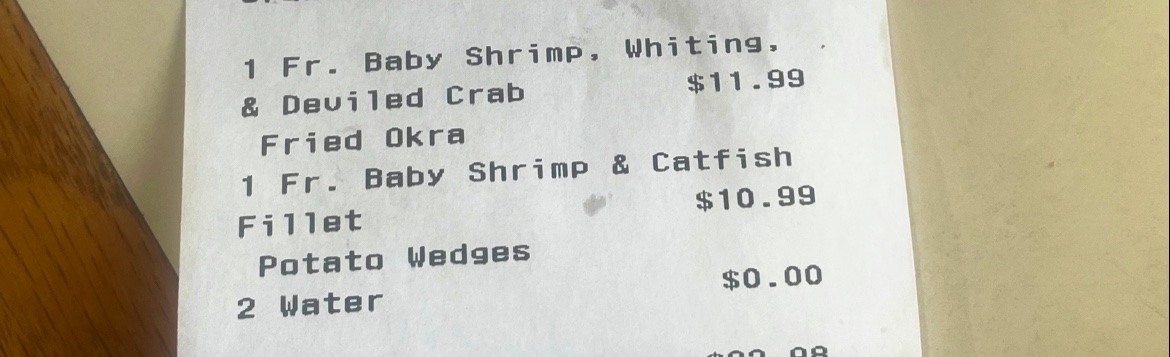 1 Fr. Baby Shrimp, Whiting,
& Deviled Crab $11.99
Fried Okra
1 Fr. Baby Shrimp & Catfish
Fillet $10.99
Potato Wedges
2 Water $0.00